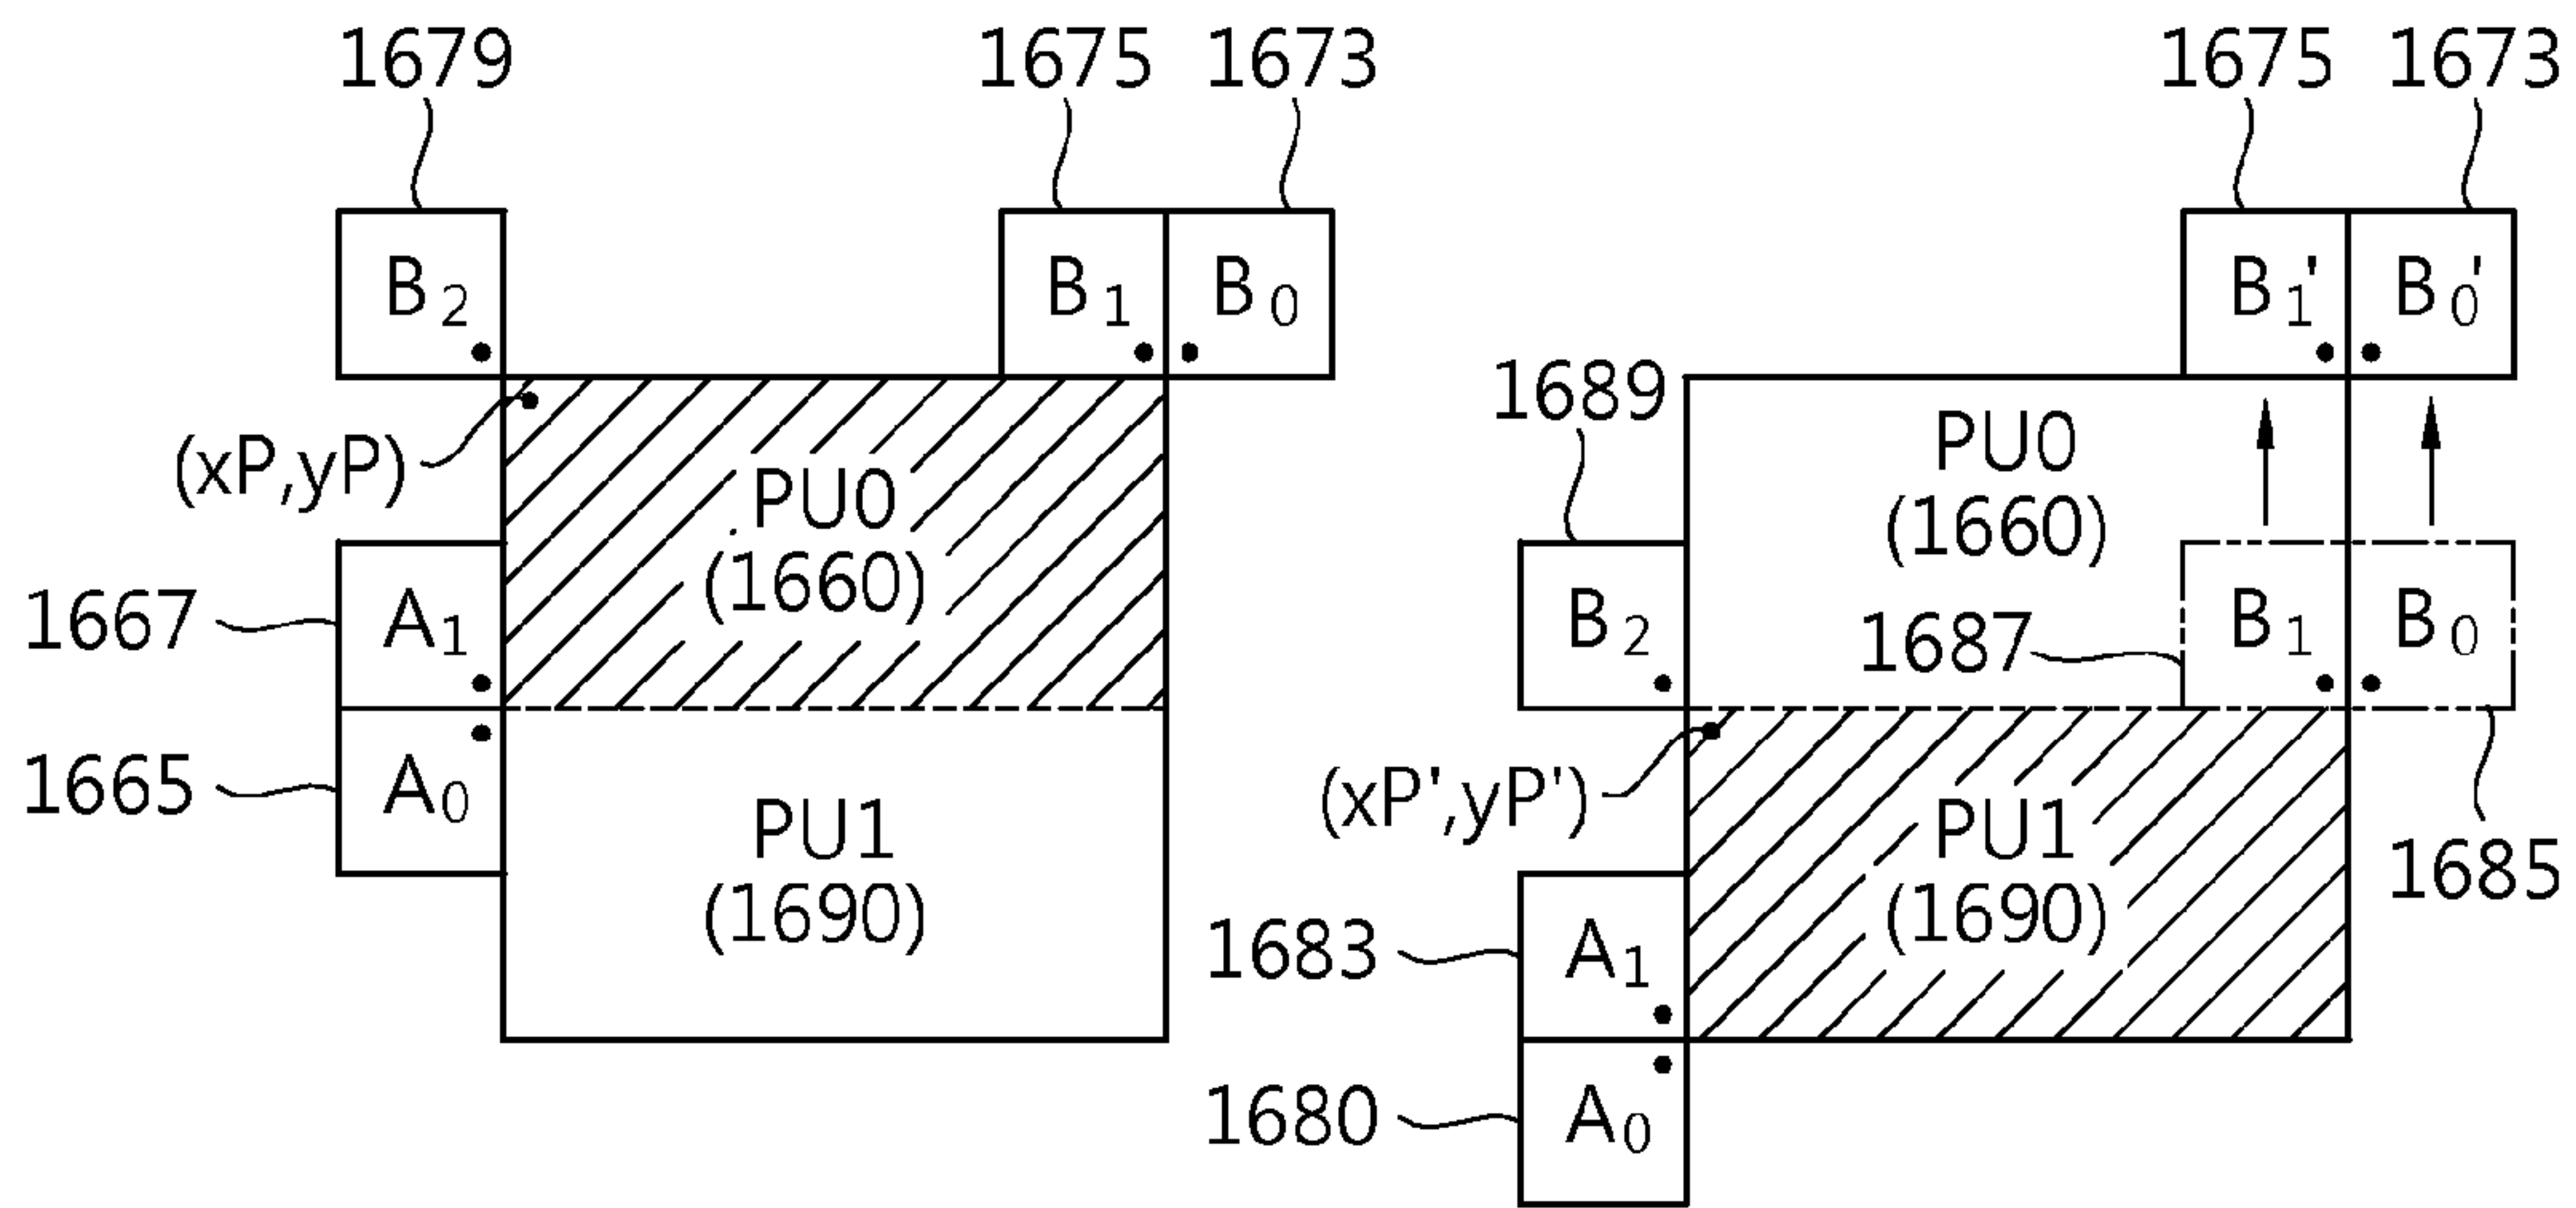 1679
1675
1673
B2
B1
B0
(xP,yP)
PU0
(1660)
1667
A1
1665
A0
PU1
(1690)
1675
1673
B1'
B0'
1689
PU0
(1660)
B2
1687
B1
B0
(xP',yP')
PU1
(1690)
1685
1683
A1
1680
A0